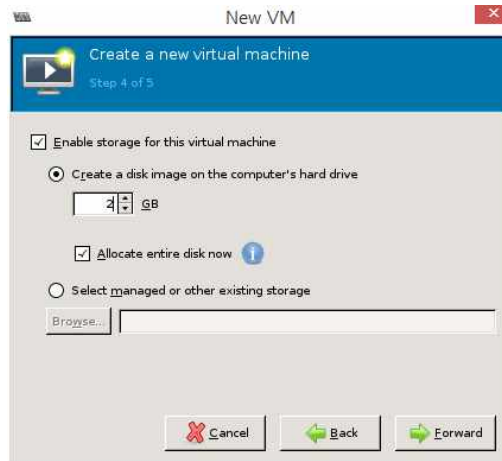 New VM
Create a new virtual machine
Step 4 of 5
Enable storage for this virtual machine
Create a disk image on the computer's hard drive
2 GB
Allocate entire disk now
Select managed or other existing storage
Browse...
Cancel Back Forward